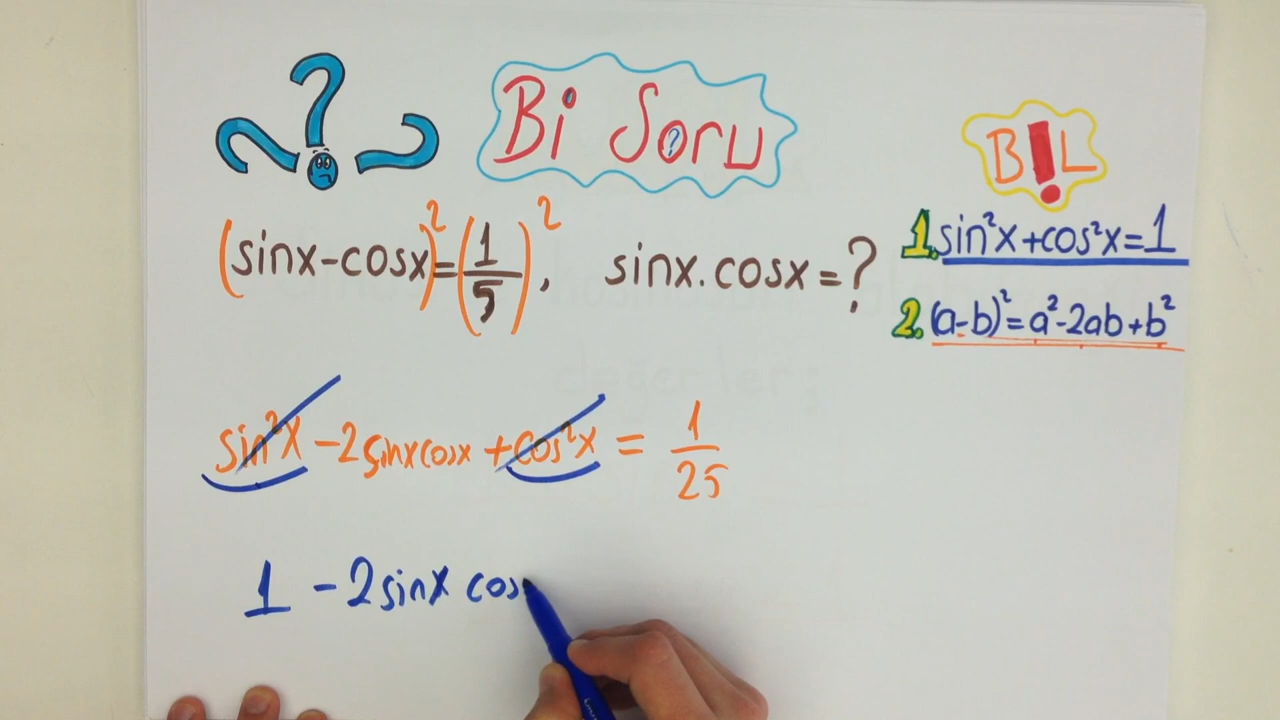 Bi Soru
B!L
(sinx-cosx)²=(1/5)², sinx.cosx=?
1. sin²x+cos²x=1
2. (a-b)²=a²-2ab+b²
sin²x -2sinxcosx +cos²x = 1/25
1 -2sinx cos